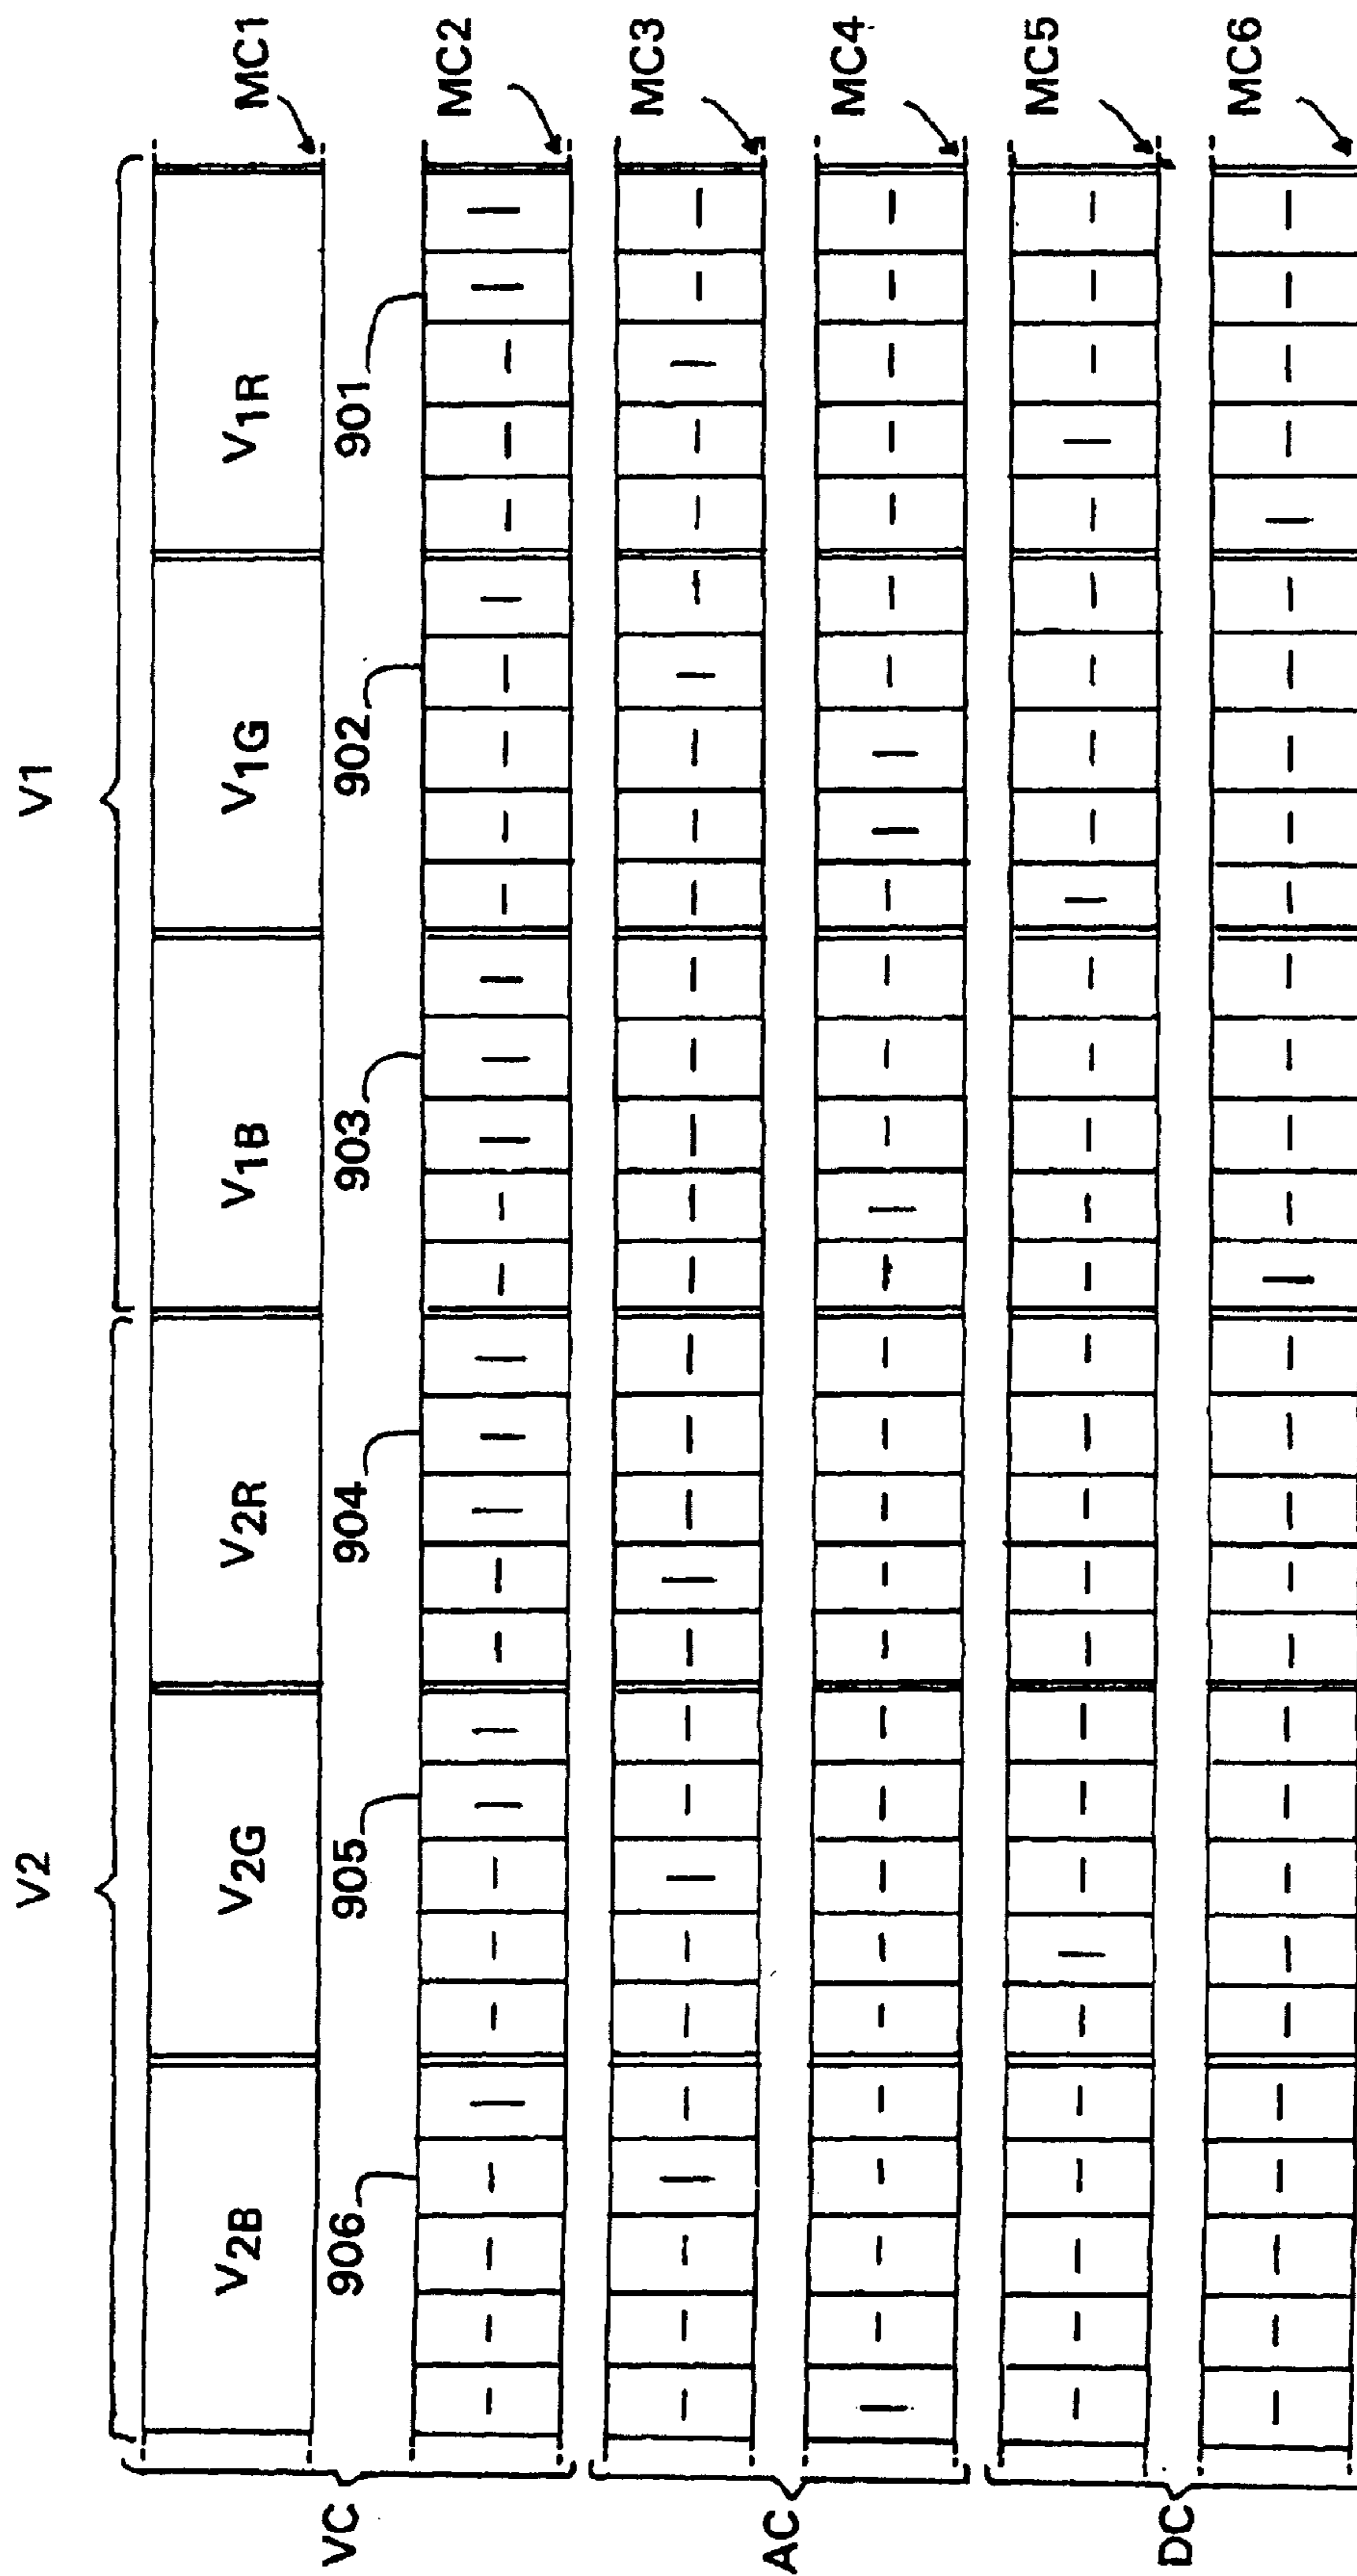 V2 V1
V2B V2G V2R V1B V1G V1R MC1
VC
906 905 904 903 902 901
MC2
MC3
AC
MC4
MC5
DC
MC6